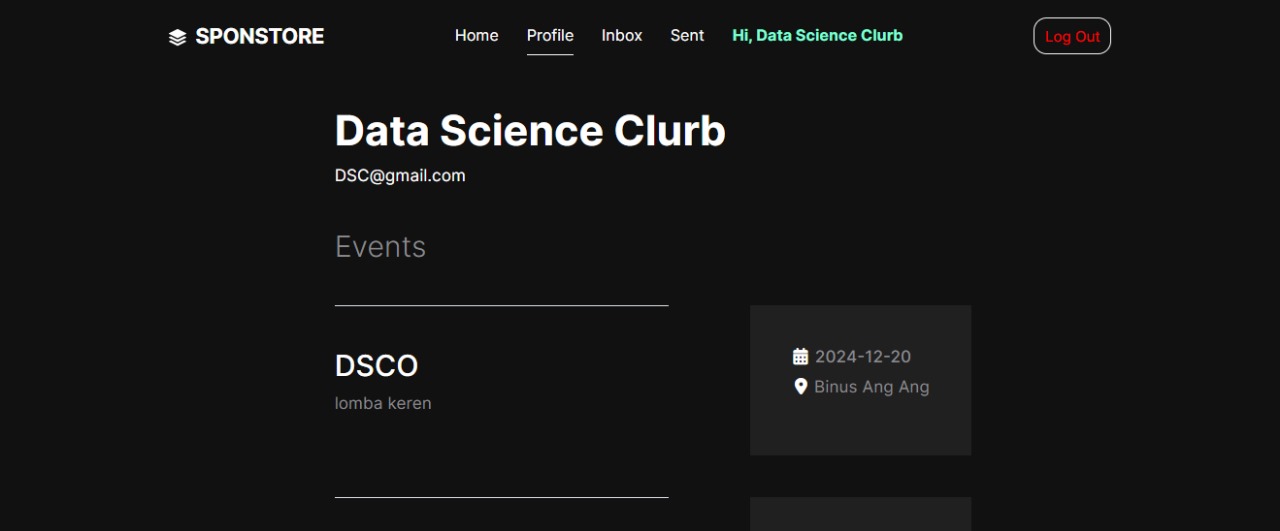 SPONSTORE Home Profile Inbox Sent Hi, Data Science Clurb Log Out
Data Science Clurb
DSC@gmail.com
Events
DSCO
lomba keren
2024-12-20
Binus Ang Ang